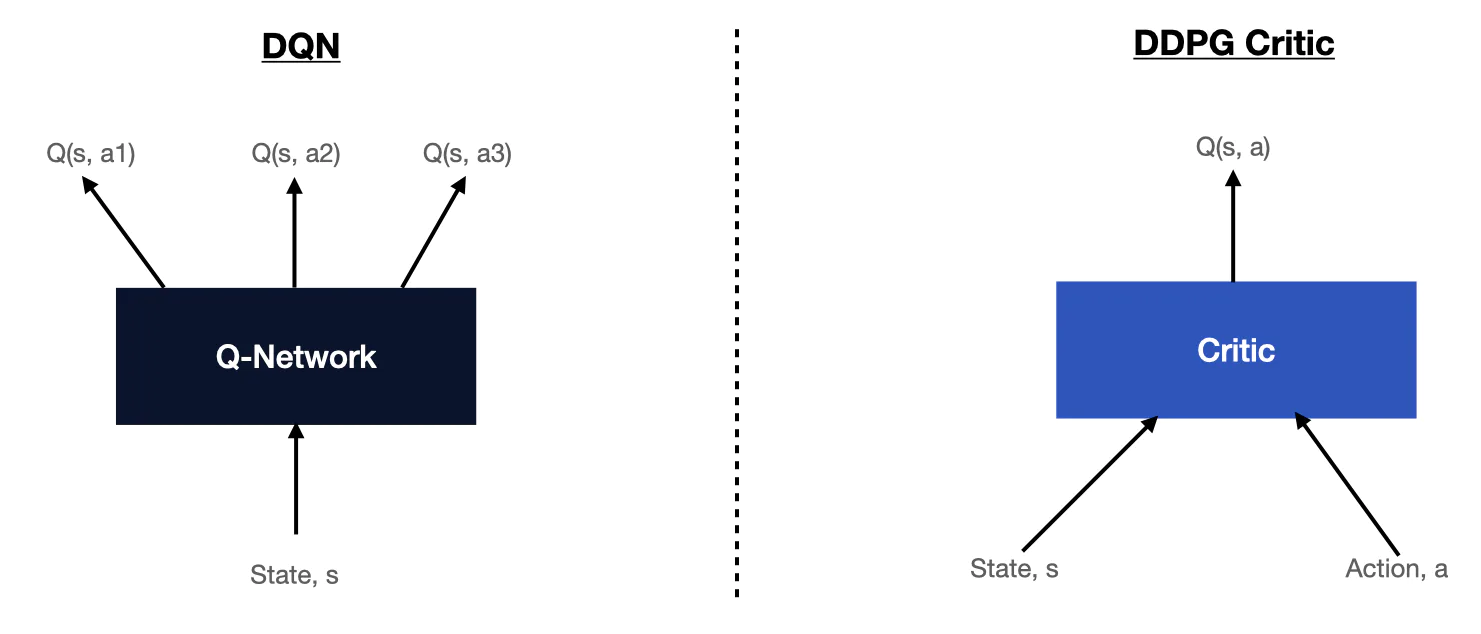 DQN
Q(s, a1)
Q(s, a2)
Q(s, a3)
Q-Network
State, s
DDPG Critic
Q(s, a)
Critic
State, s
Action, a